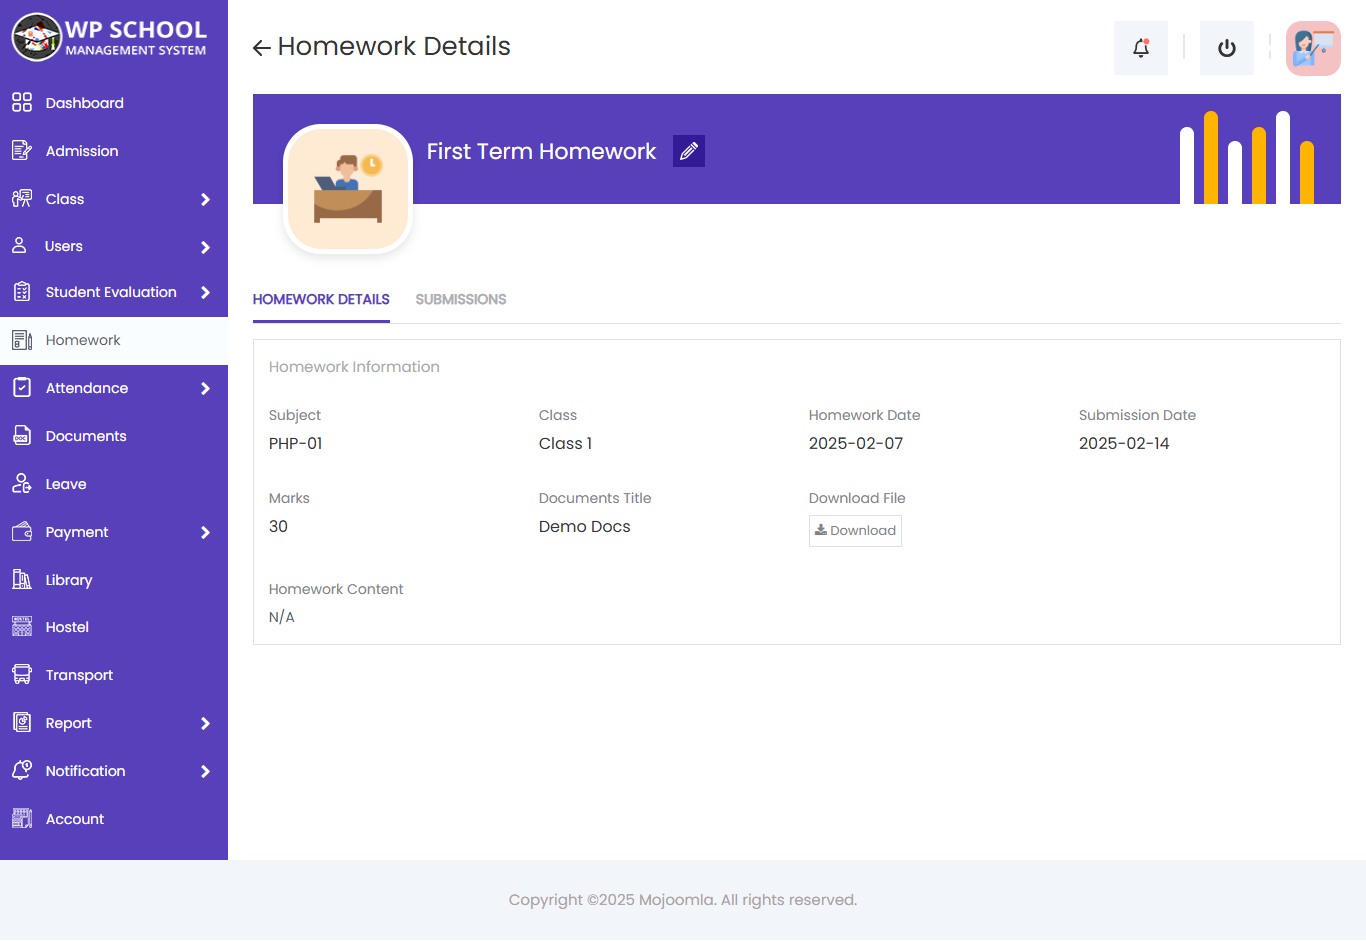 WP SCHOOL
MANAGEMENT SYSTEM
Dashboard
Admission
Class
Users
Student Evaluation
Homework
Attendance
Documents
Leave
Payment
Library
Hostel
Transport
Report
Notification
Account
Homework Details
First Term Homework
HOMEWORK DETAILS SUBMISSIONS
Homework Information
Subject Class Homework Date Submission Date
PHP-01 Class 1 2025-02-07 2025-02-14
Marks Documents Title Download File
30 Demo Docs Download
Homework Content
N/A
Copyright ©2025 Mojoomla. All rights reserved.